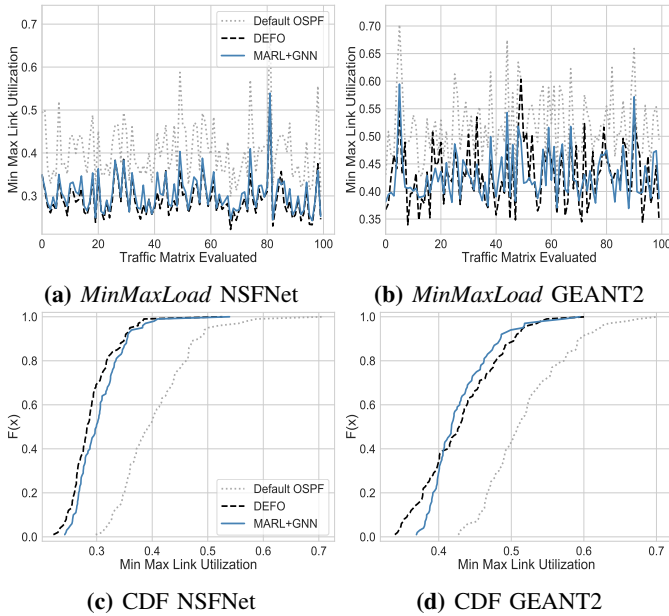 0.7
0.6
0.5
0.4
0.3
Min Max Link Utilization
0 20 40 60 80 100
Traffic Matrix Evaluated
Default OSPF
DEFO
MARL+GNN
(a) MinMaxLoad NSFNet
0.70
0.65
0.60
0.55
0.50
0.45
0.40
0.35
Min Max Link Utilization
0 20 40 60 80 100
Traffic Matrix Evaluated
(b) MinMaxLoad GEANT2
1.0
0.8
0.6
0.4
0.2
0.0
F(x)
0.3 0.4 0.5 0.6 0.7
Min Max Link Utilization
Default OSPF
DEFO
MARL+GNN
(c) CDF NSFNet
1.0
0.8
0.6
0.4
0.2
0.0
F(x)
0.4 0.5 0.6 0.7
Min Max Link Utilization
(d) CDF GEANT2